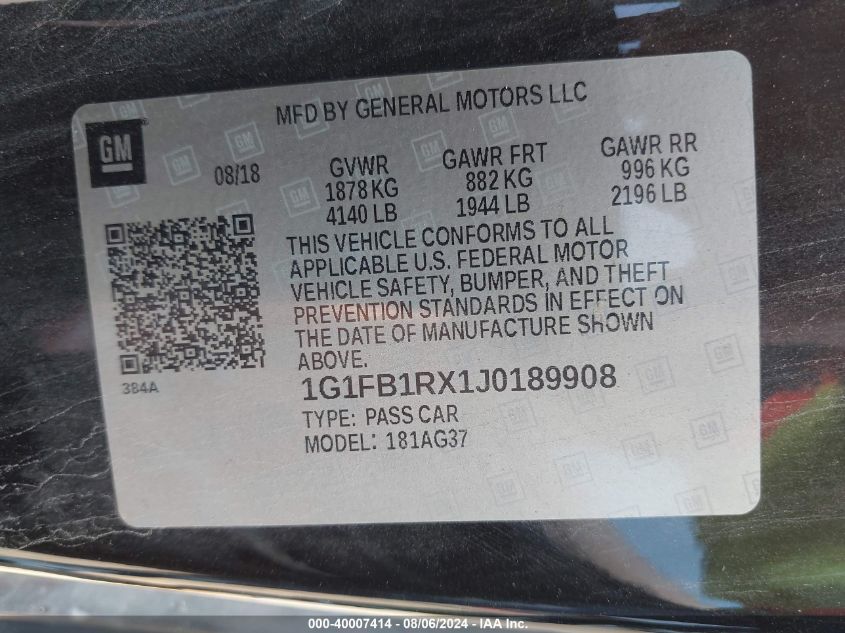 MFD BY GENERAL MOTORS LLC
GM
08/18
GVWR
1878 KG
4140 LB
GAWR FRT
882 KG
1944 LB
GAWR RR
996 KG
2196 LB
THIS VEHICLE CONFORMS TO ALL
APPLICABLE U.S. FEDERAL MOTOR
VEHICLE SAFETY, BUMPER, AND THEFT
PREVENTION STANDARDS IN EFFECT ON
THE DATE OF MANUFACTURE SHOWN
ABOVE.
384A
1G1FB1RX1J0189908
TYPE: PASS CAR
MODEL: 181AG37
000-40007414 - 08/06/2024 - IAA Inc.